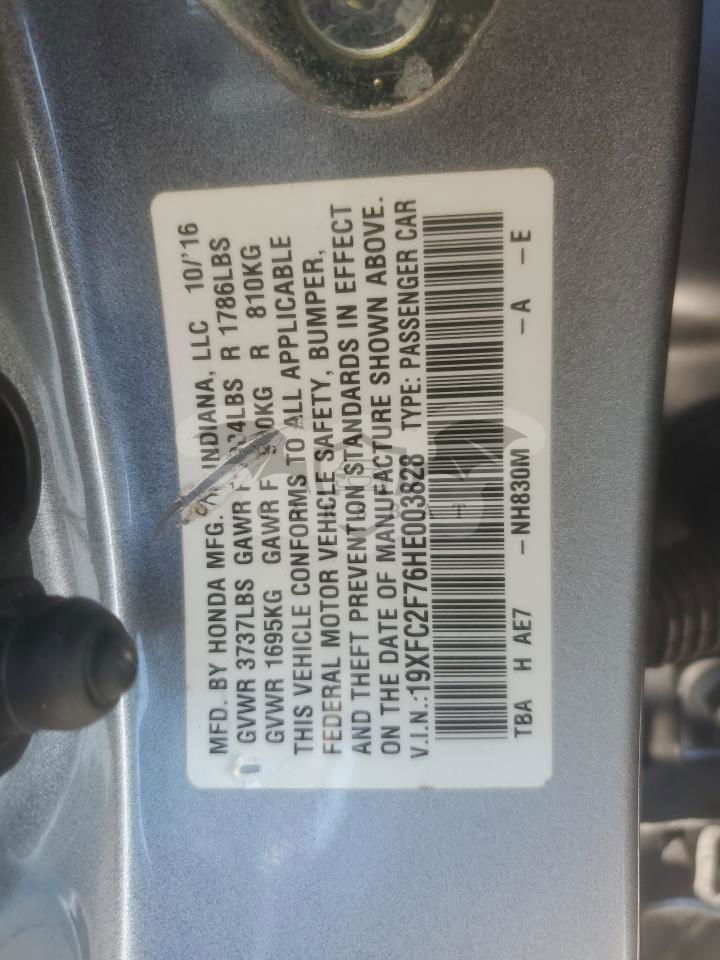 MFD. BY HONDA MFG. INDIANA, LLC 10/'16
GVWR 3737LBS GAWR F LBS R 1786LBS
GVWR 1695KG GAWR F R 810KG
THIS VEHICLE CONFORMS TO ALL APPLICABLE
FEDERAL MOTOR VEHICLE SAFETY, BUMPER,
AND THEFT PREVENTION STANDARDS IN EFFECT
ON THE DATE OF MANUFACTURE SHOWN ABOVE.
V.I.N.:19XFC2F76HE003828 TYPE: PASSENGER CAR
TBA H AE7 – NH830M – A – E